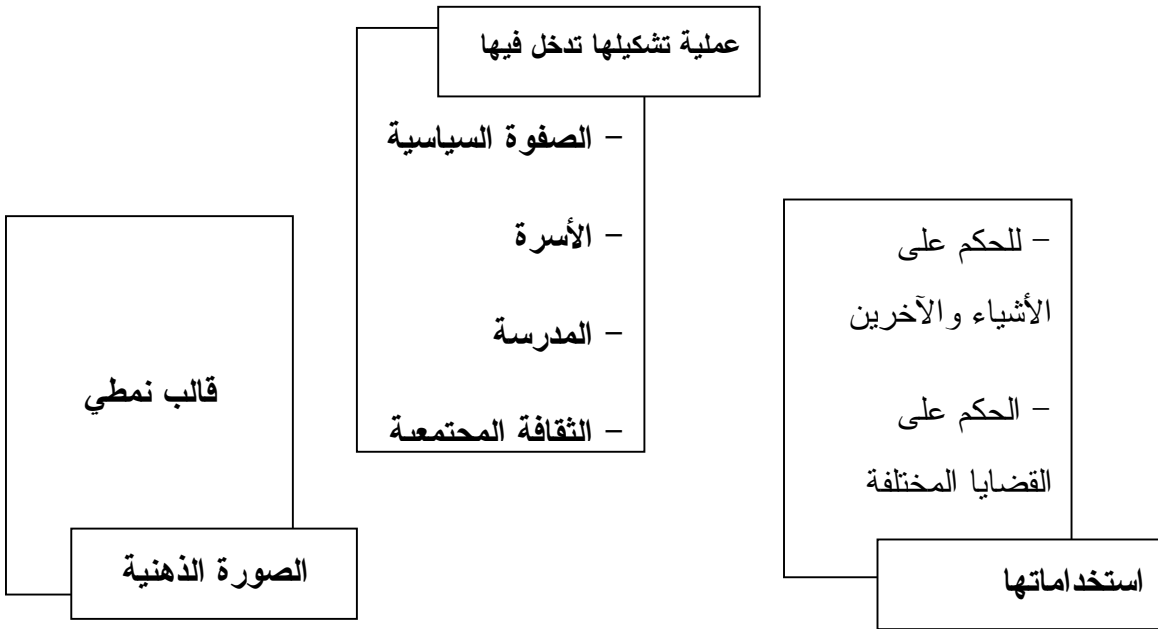 عملية تشكيلها تدخل فيها
- الصفوة السياسية
- الأسرة
- المدرسة
- الثقافة المجتمعية
- للحكم على
الأشياء والآخرين
- الحكم على
القضايا المختلفة
استخداماتها
قالب نمطي
الصورة الذهنية